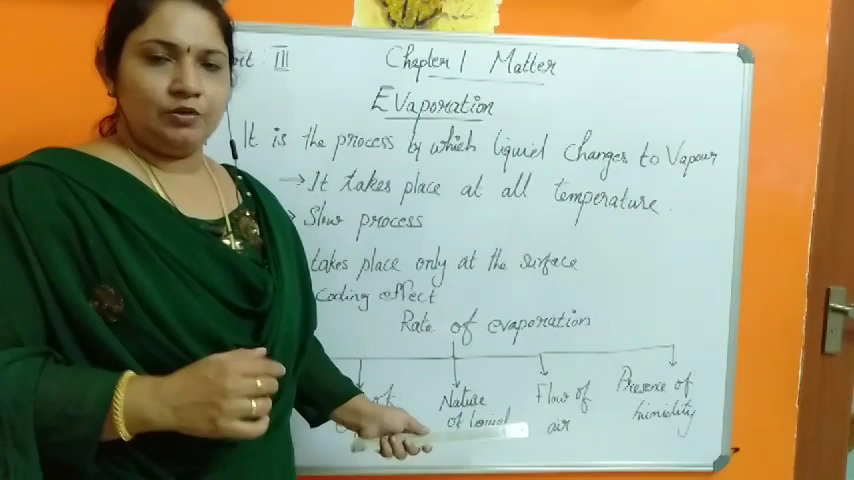 III
Chapter 1 Matter
Evaporation
It is the process by which liquid changes to Vapour
→ It takes place at all temperature.
Slow process
takes place only at the surface
cooling effect
Rate of evaporation
of
Nature
of liquid
Flow of
air
Presence of
humidity